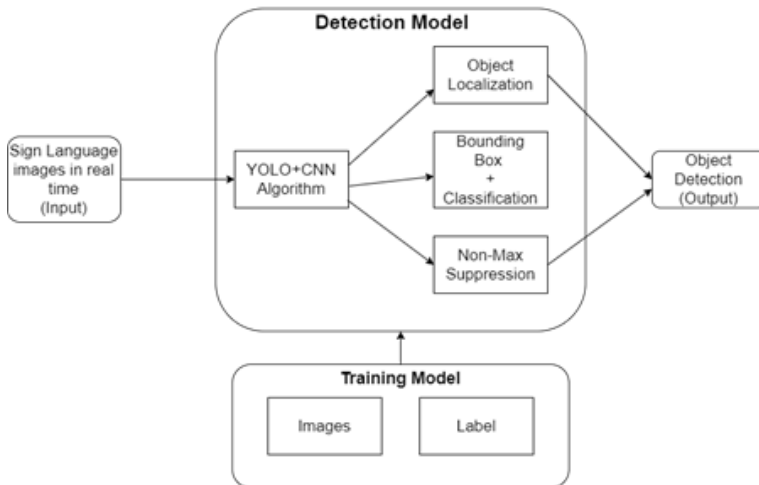 Detection Model
Object
Localization
Sign Language
images in real
time
(Input)
YOLO+CNN
Algorithm
Bounding
Box
+
Classification
Object
Detection
(Output)
Non-Max
Suppression
Training Model
Images
Label